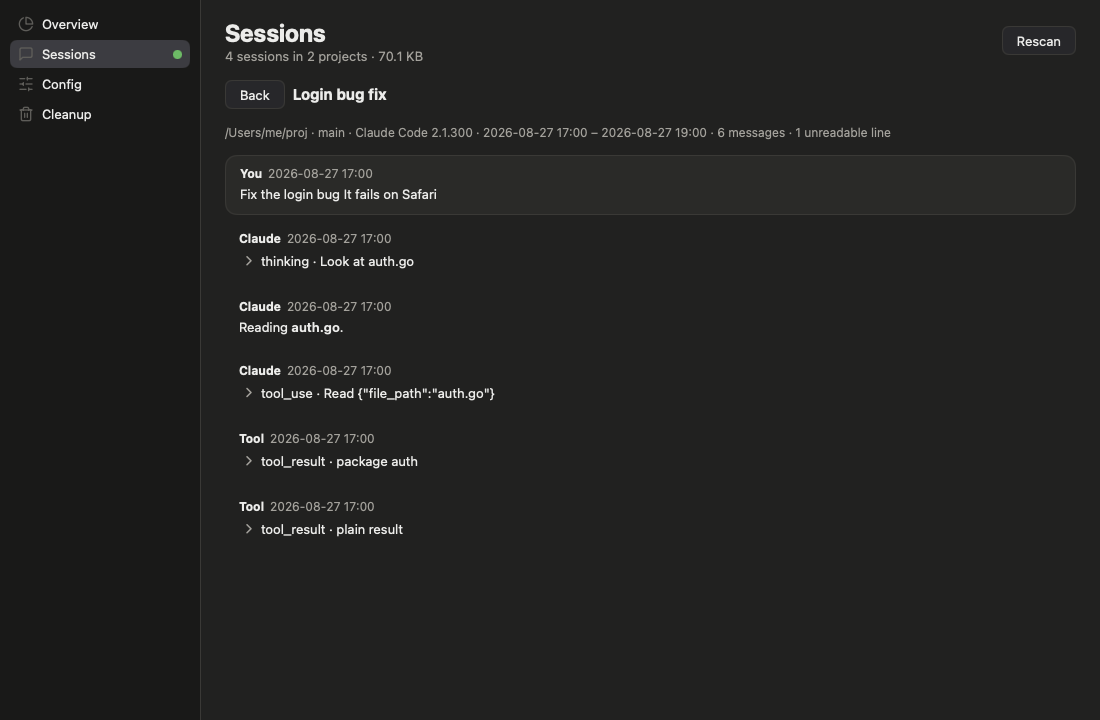 Overview
Sessions
Config
Cleanup
Sessions
4 sessions in 2 projects · 70.1 KB
Rescan
Back
Login bug fix
/Users/me/proj · main · Claude Code 2.1.300 · 2026-08-27 17:00 – 2026-08-27 19:00 · 6 messages · 1 unreadable line
You 2026-08-27 17:00
Fix the login bug It fails on Safari
Claude 2026-08-27 17:00
thinking · Look at auth.go
Claude 2026-08-27 17:00
Reading auth.go.
Claude 2026-08-27 17:00
tool_use · Read {"file_path":"auth.go"}
Tool 2026-08-27 17:00
tool_result · package auth
Tool 2026-08-27 17:00
tool_result · plain result